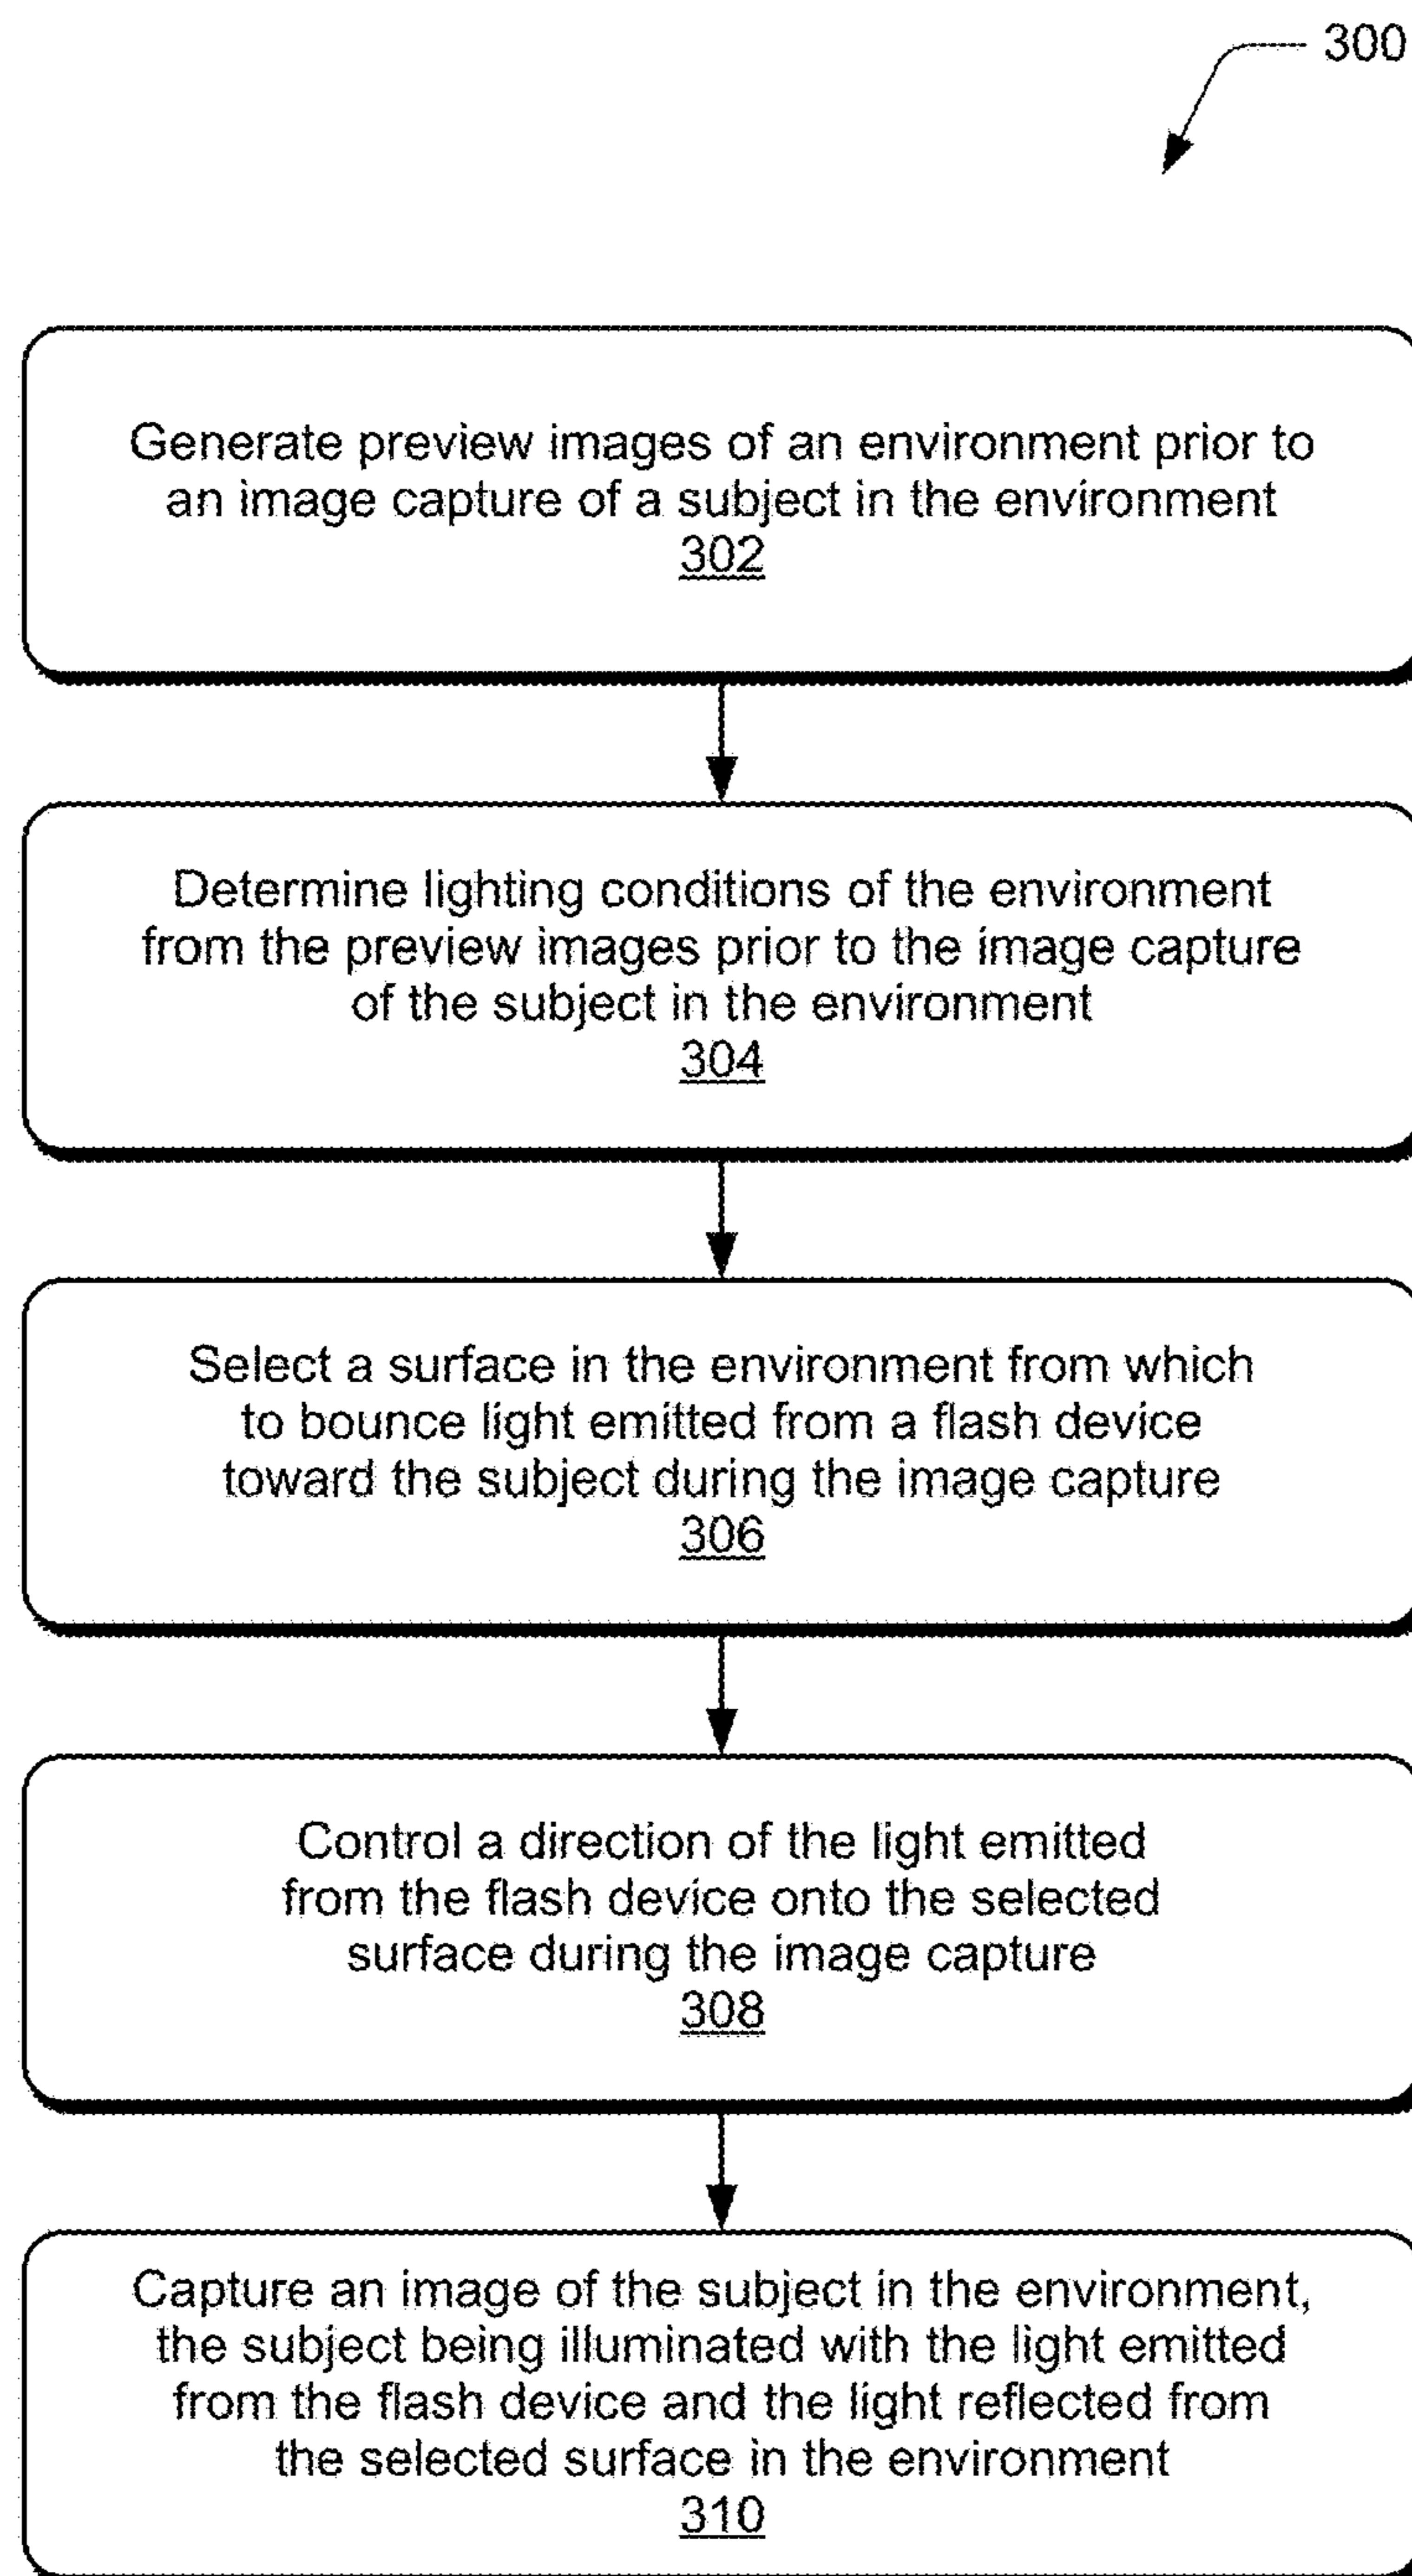 300
Generate preview images of an environment prior to
an image capture of a subject in the environment
302
Determine lighting conditions of the environment
from the preview images prior to the image capture
of the subject in the environment
304
Select a surface in the environment from which
to bounce light emitted from a flash device
toward the subject during the image capture
306
Control a direction of the light emitted
from the flash device onto the selected
surface during the image capture
308
Capture an image of the subject in the environment,
the subject being illuminated with the light emitted
from the flash device and the light reflected from
the selected surface in the environment
310